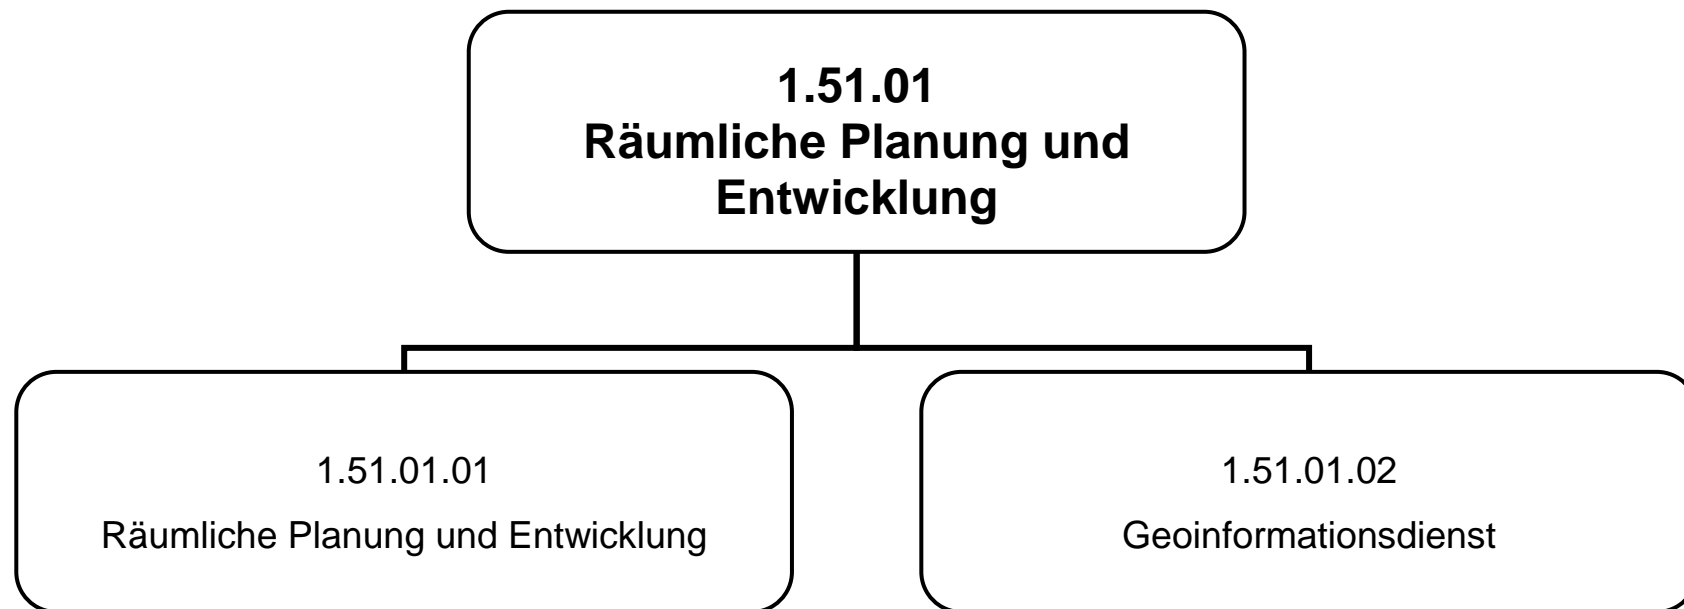 1.51.01
Räumliche Planung und
Entwicklung
1.51.01.01
Räumliche Planung und Entwicklung
1.51.01.02
Geoinformationsdienst